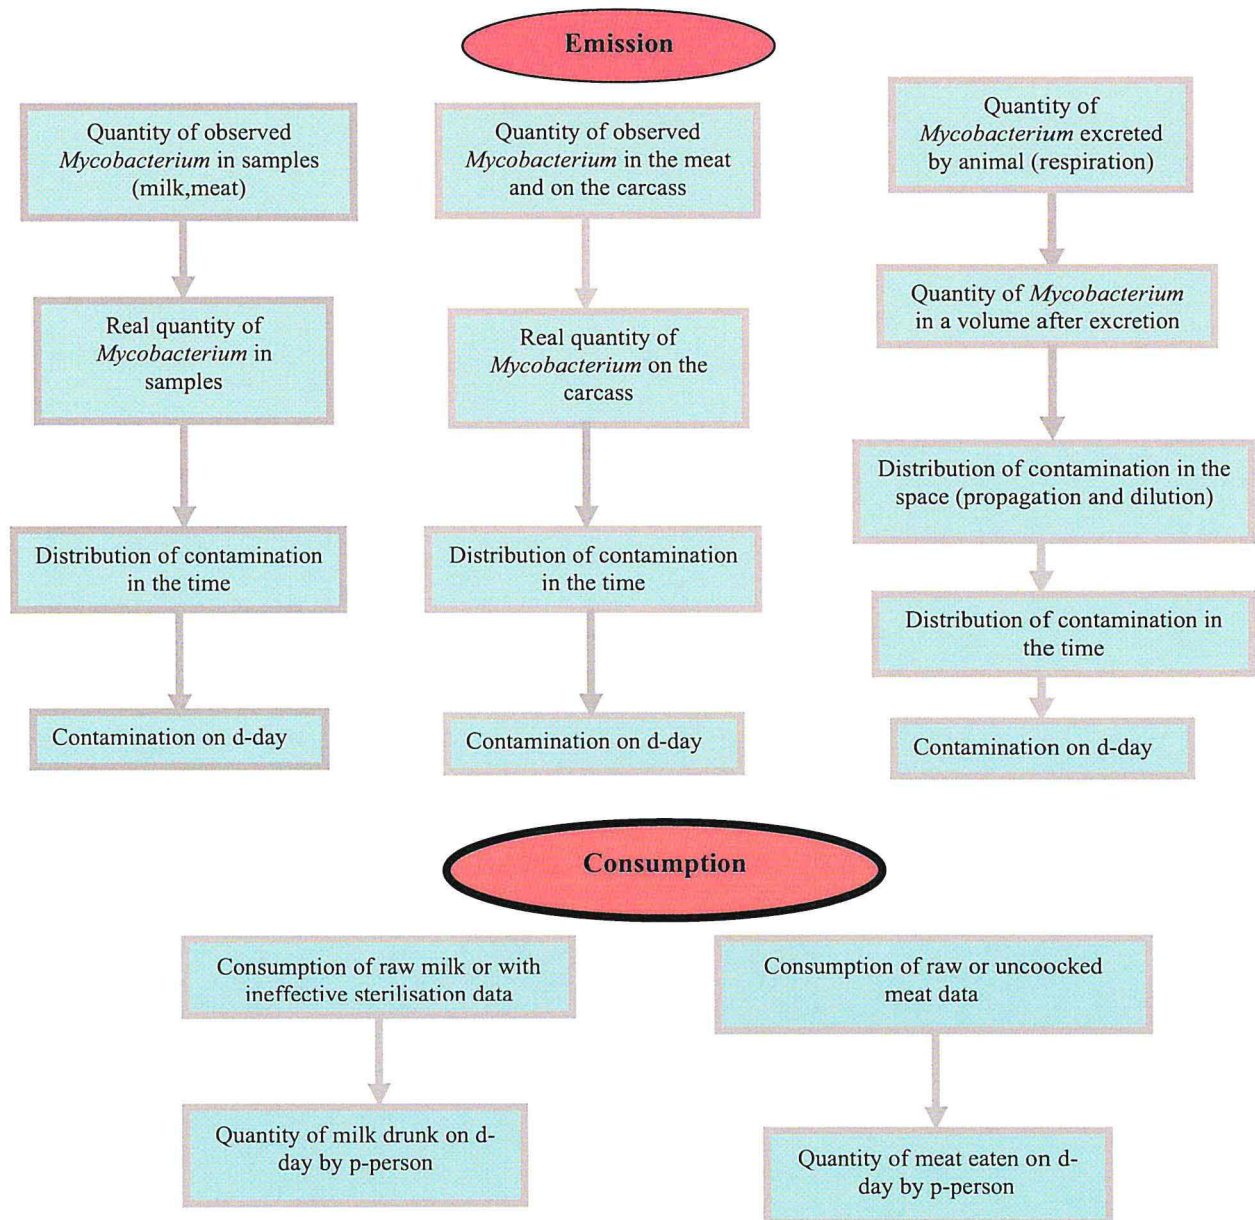 Emission
Quantity of observed
Mycobacterium in samples
(milk,meat)
Real quantity of
Mycobacterium in
samples
Distribution of contamination
in the time
Contamination on d-day
Quantity of observed
Mycobacterium in the meat
and on the carcass
Real quantity of
Mycobacterium on the
carcass
Distribution of contamination
in the time
Contamination on d-day
Quantity of
Mycobacterium excreted
by animal (respiration)
Quantity of Mycobacterium
in a volume after excretion
Distribution of contamination in the
space (propagation and dilution)
Distribution of contamination in
the time
Contamination on d-day
Consumption
Consumption of raw milk or with
ineffective sterilisation data
Quantity of milk drunk on d-
day by p-person
Consumption of raw or uncoocked
meat data
Quantity of meat eaten on d-
day by p-person